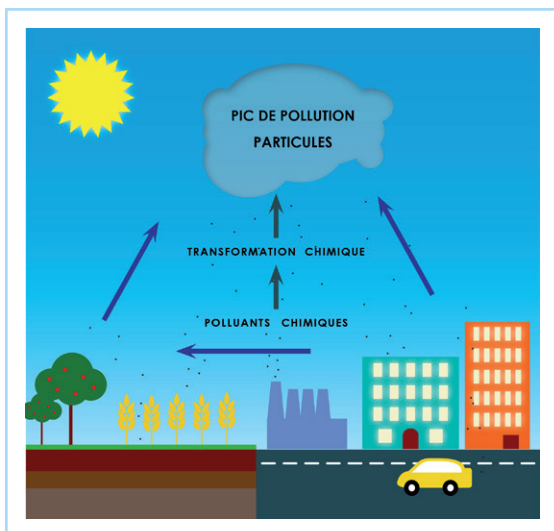 PIC DE POLLUTION
PARTICULES
TRANSFORMATION CHIMIQUE
POLLUANTS CHIMIQUES